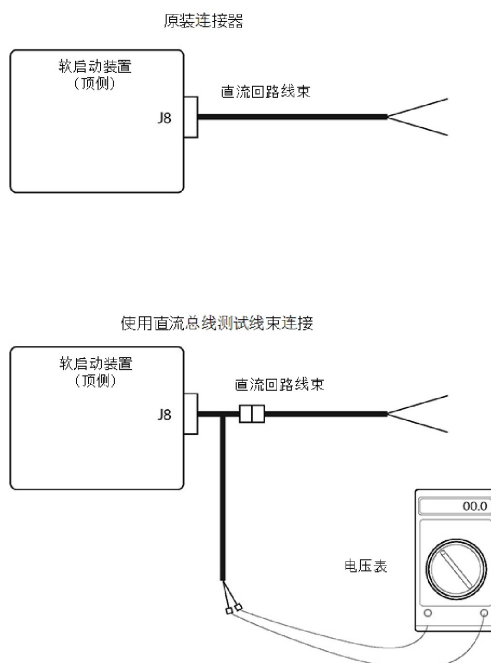 原装连接器
软启动装置
(顶侧)
J8
直流回路线束
使用直流总线测试线束连接
软启动装置
(顶侧)
J8
直流回路线束
00.0
电压表